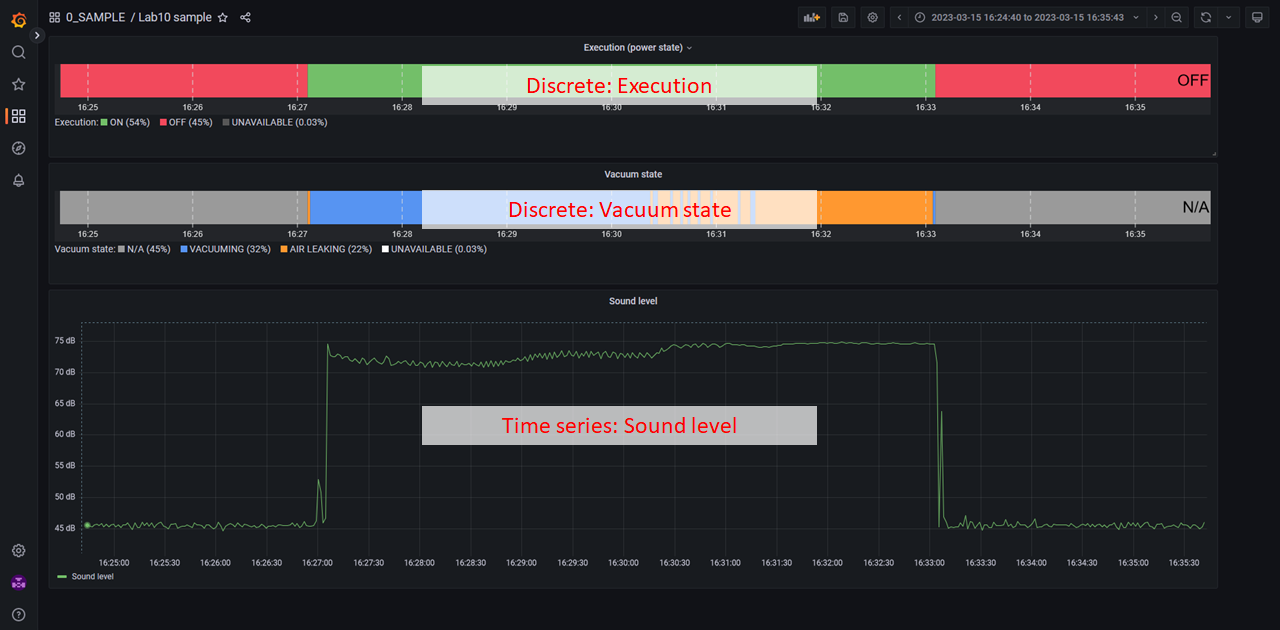 0_SAMPLE / Lab10 sample
2023-03-15 16:24:40 to 2023-03-15 16:35:43
Execution (power state)
Discrete: Execution
OFF
16:25 16:26 16:27 16:28 16:29 16:30 16:31 16:32 16:33 16:34 16:35
Execution: ON (54%) OFF (45%) UNAVAILABLE (0.03%)
Vacuum state
Discrete: Vacuum state
N/A
16:25 16:26 16:27 16:28 16:29 16:30 16:31 16:32 16:33 16:34 16:35
Vacuum state: N/A (45%) VACUUMING (32%) AIR LEAKING (22%) UNAVAILABLE (0.03%)
Sound level
75 dB
70 dB
65 dB
Time series: Sound level
60 dB
55 dB
50 dB
45 dB
16:25:00 16:25:30 16:26:00 16:26:30 16:27:00 16:27:30 16:28:00 16:28:30 16:29:00 16:29:30 16:30:00 16:30:30 16:31:00 16:31:30 16:32:00 16:32:30 16:33:00 16:33:30 16:34:00 16:34:30 16:35:00 16:35:30
Sound level